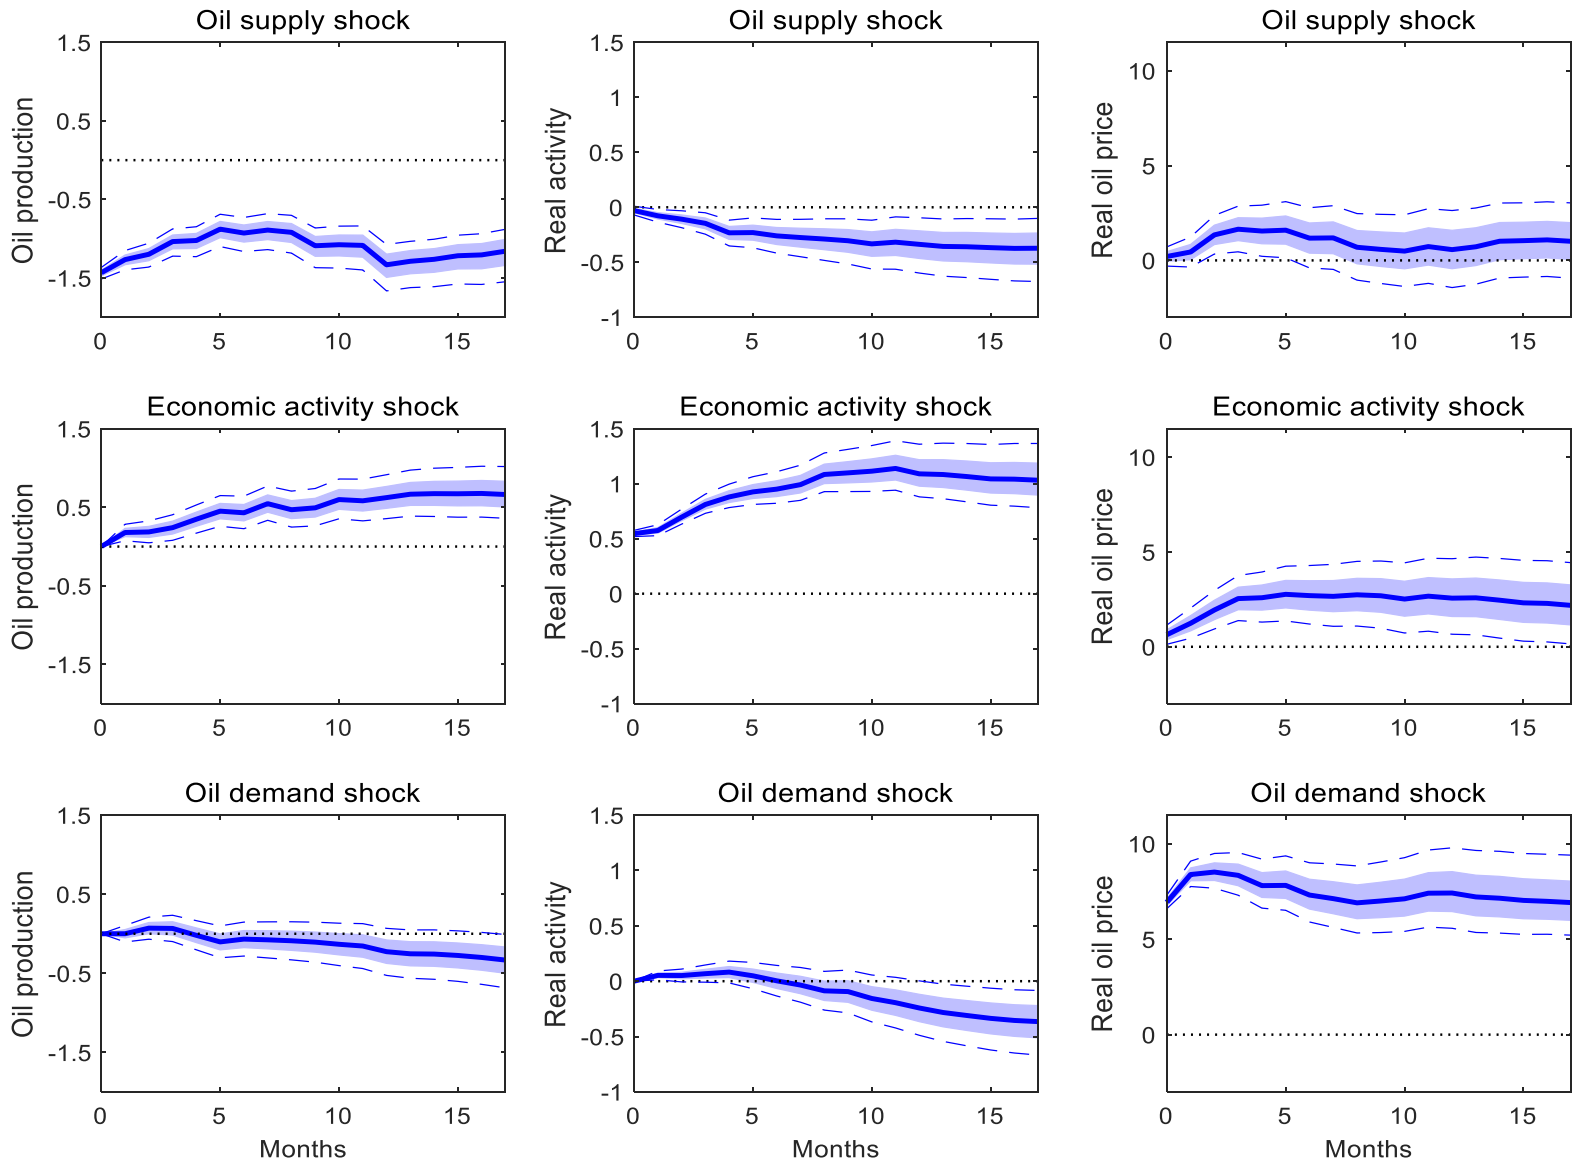 Oil supply shock
Oil production
1.5
0.5
-0.5
-1.5
0 5 10 15
Oil supply shock
Real activity
1.5
1
0.5
0
-0.5
-1
0 5 10 15
Oil supply shock
Real oil price
10
5
0
0 5 10 15
Economic activity shock
Oil production
1.5
0.5
-0.5
-1.5
0 5 10 15
Economic activity shock
Real activity
1.5
1
0.5
0
-0.5
-1
0 5 10 15
Economic activity shock
Real oil price
10
5
0
0 5 10 15
Oil demand shock
Oil production
1.5
0.5
-0.5
-1.5
0 5 10 15
Months
Oil demand shock
Real activity
1.5
1
0.5
0
-0.5
-1
0 5 10 15
Months
Oil demand shock
Real oil price
10
5
0
0 5 10 15
Months